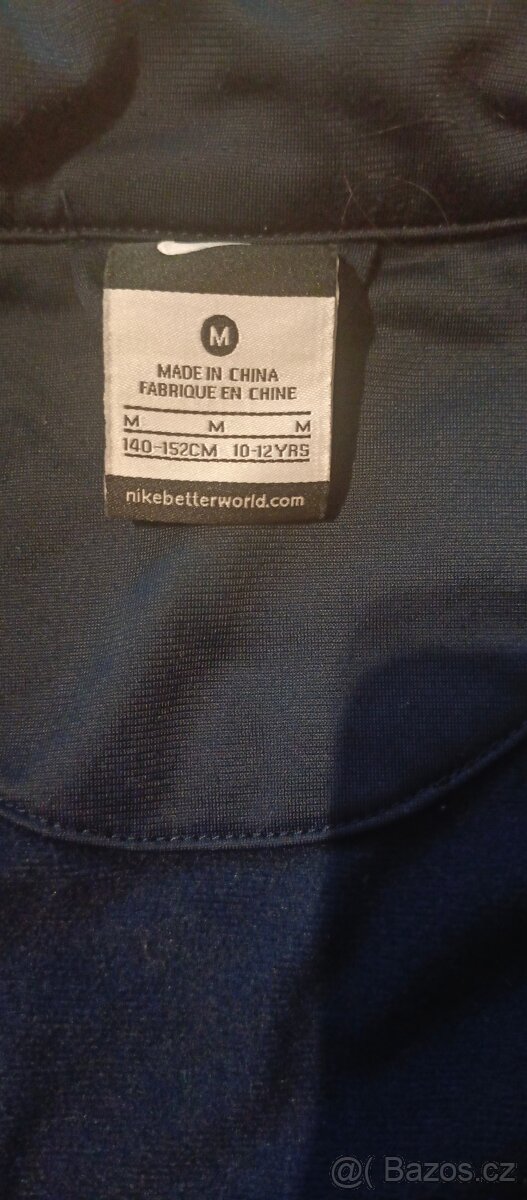 M
MADE IN CHINA
FABRIQUE EN CHINE
M M M
140-152CM 10-12YRS
nikebetterworld.com
@( Bazos.cz